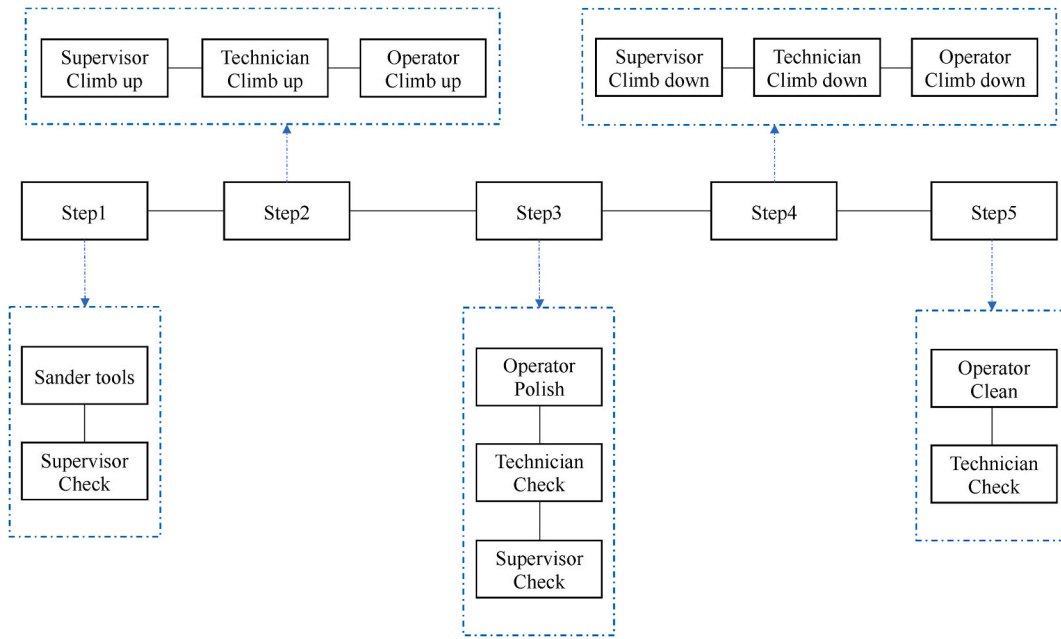 Supervisor
Climb up
Technician
Climb up
Operator
Climb up
Supervisor
Climb down
Technician
Climb down
Operator
Climb down
Step1
Step2
Step3
Step4
Step5
Sander tools
Supervisor
Check
Operator
Polish
Technician
Check
Supervisor
Check
Operator
Clean
Technician
Check